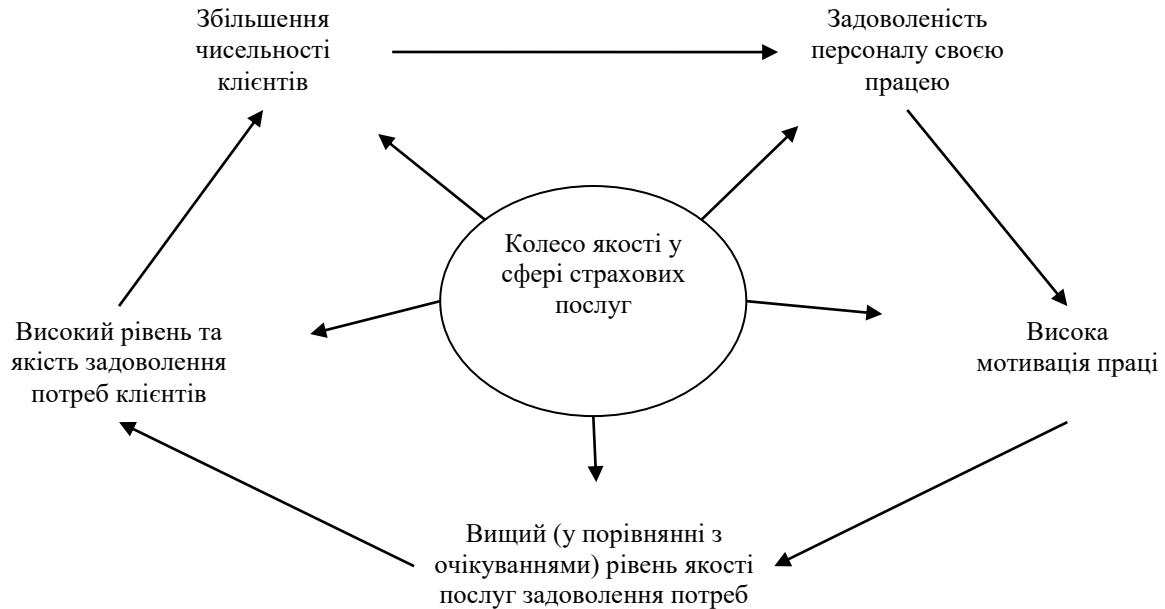 Збільшення
чисельності
клієнтів
Задоволеність
персоналу своєю
працею
Колесо якості у
сфері страхових
послуг
Високий рівень та
якість задоволення
потреб клієнтів
Висока
мотивація праці
Вищий (у порівнянні з
очікуваннями) рівень якості
послуг задоволення потреб